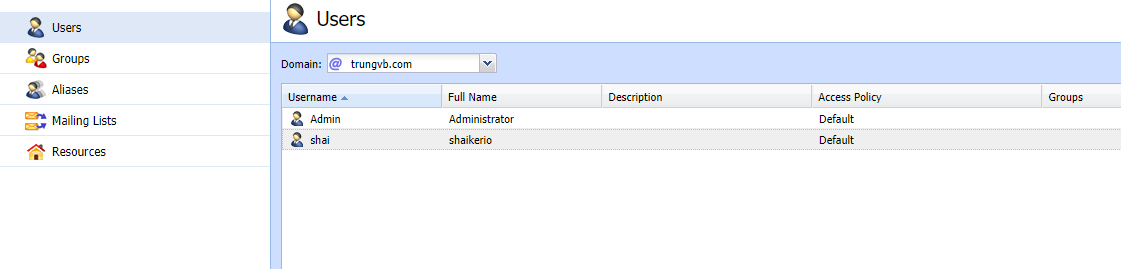 Users
Groups
Aliases
Mailing Lists
Resources
Users
Domain: @ trungvb.com
Username Full Name Description Access Policy Groups
Admin Administrator Default
shai shaikerio Default